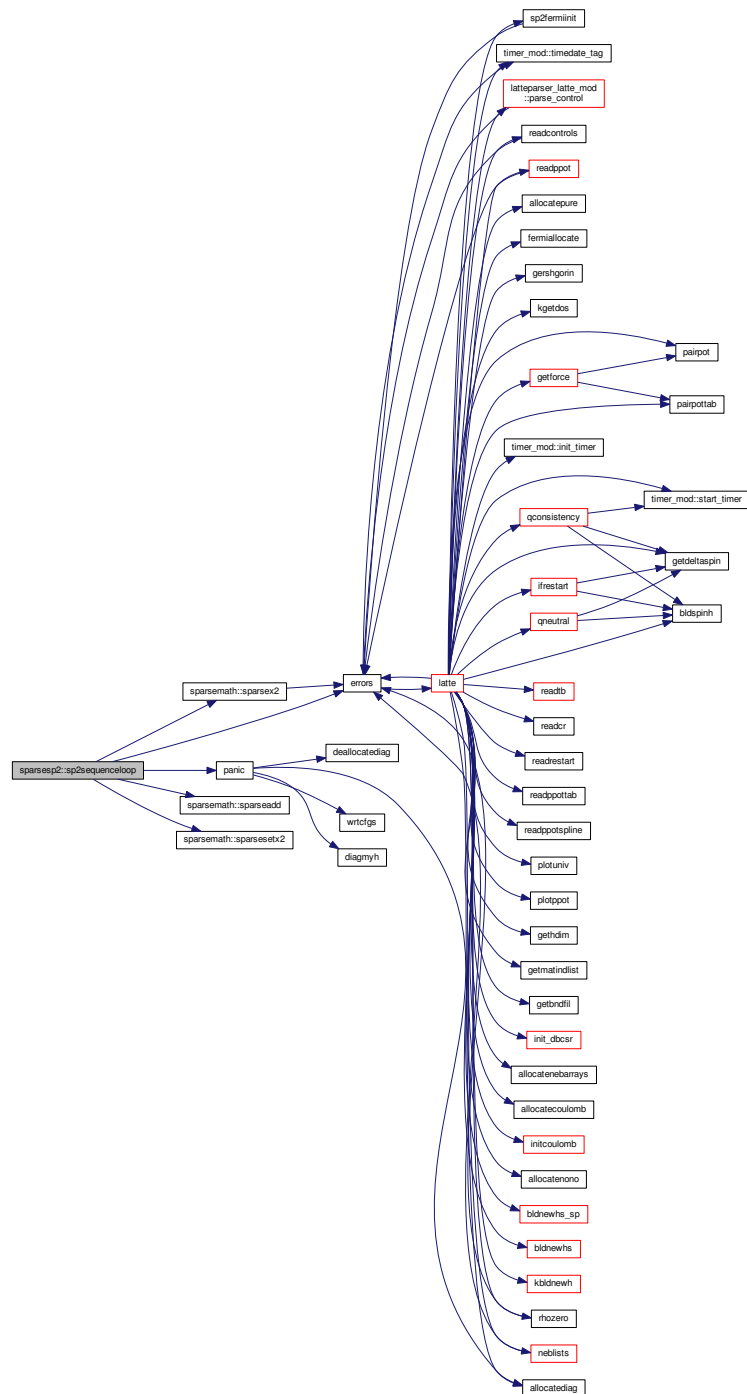 sp2fermiinit
timer_mod::timedate_tag
latteparser_latte_mod
::parse_control
readcontrols
readppot
allocatepure
fermiallocate
gershgorin
kgetdos
pairpot
getforce
pairpottab
timer_mod::init_timer
timer_mod::start_timer
qconsistency
getdeltaspin
ifrestart
bldspinh
qneutral
errors
latte
sparsemath::sparsex2
readtb
readcr
deallocatediag
readrestart
sparsesp2::sp2sequenceloop
panic
readppottab
sparsemath::sparseadd
wrtcfgs
readppotspline
sparsemath::sparsesetx2
diagmyh
plotuniv
plotppot
gethdim
getmatindlist
getbndfil
init_dbcsr
allocatenebarrays
allocatecoulomb
initcoulomb
allocatenono
bldnewhs_sp
bldnewhs
kbldnewh
rhozero
neblists
allocatediag